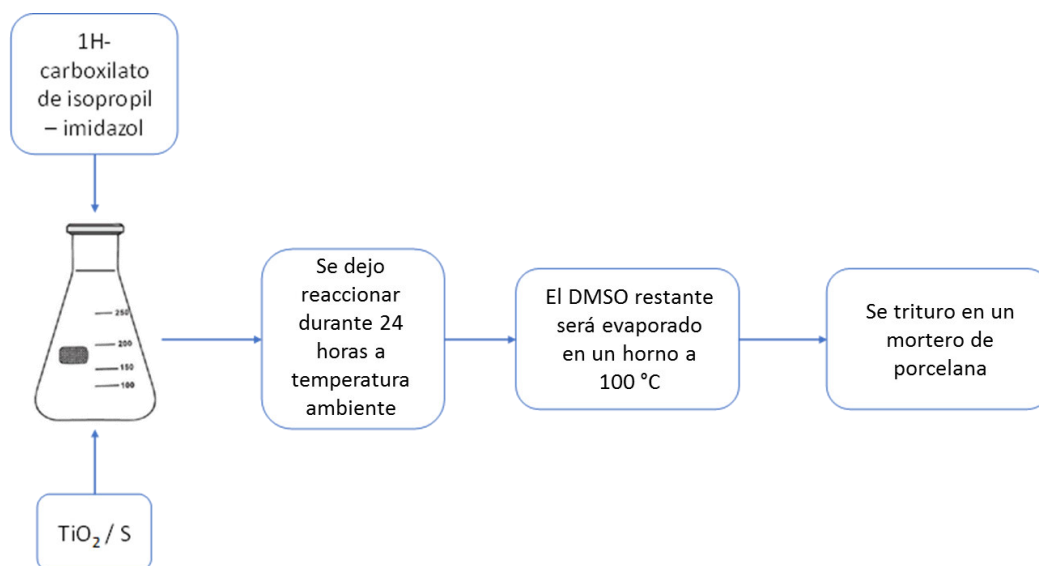 1H-
carboxilato
de isopropil
– imidazol
250
200
150
100
TiO₂ / S
Se dejo
reaccionar
durante 24
horas a
temperatura
ambiente
El DMSO restante
será evaporado
en un horno a
100 °C
Se trituro en un
mortero de
porcelana